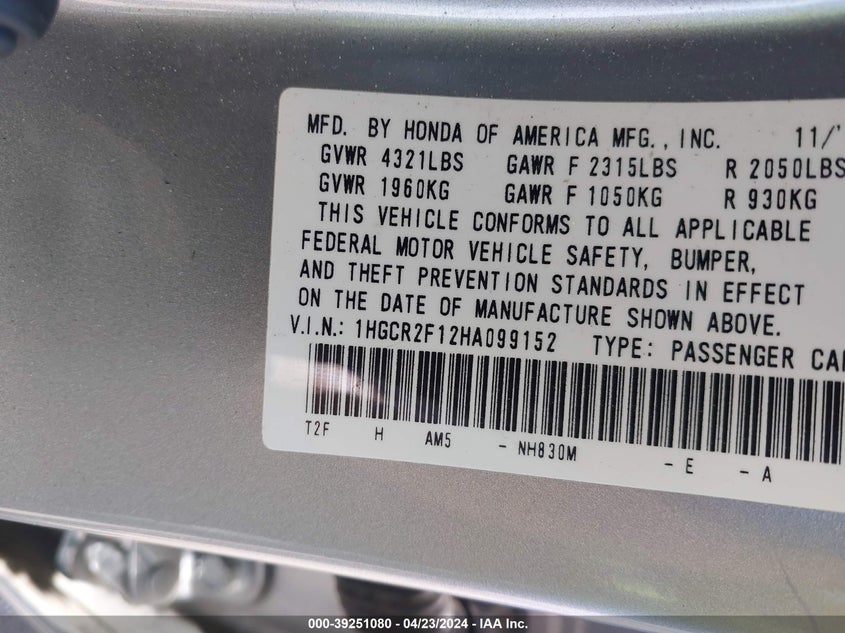 MFD. BY HONDA OF AMERICA MFG., INC. 11/'
GVWR 4321LBS GAWR F 2315LBS R 2050LBS
GVWR 1960KG GAWR F 1050KG R 930KG
THIS VEHICLE CONFORMS TO ALL APPLICABLE
FEDERAL MOTOR VEHICLE SAFETY, BUMPER,
AND THEFT PREVENTION STANDARDS IN EFFECT
ON THE DATE OF MANUFACTURE SHOWN ABOVE.
V.I.N.: 1HGCR2F12HA099152 TYPE: PASSENGER CA
T2F H AM5 - NH830M - E - A
000-39251080 / 04/23/2024 - IAA Inc.